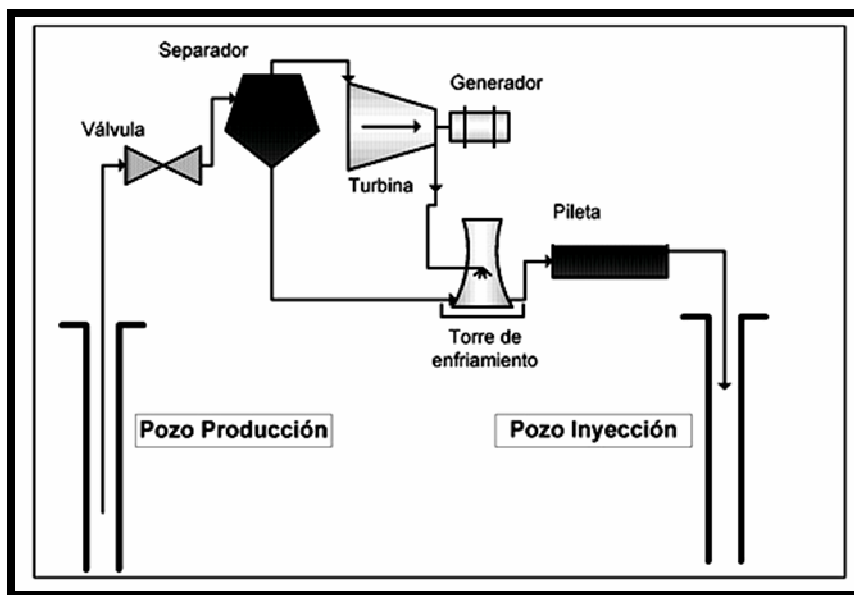 Separador
Generador
Válvula
Turbina
Pileta
Torre de
enfriamiento
Pozo Producción
Pozo Inyección